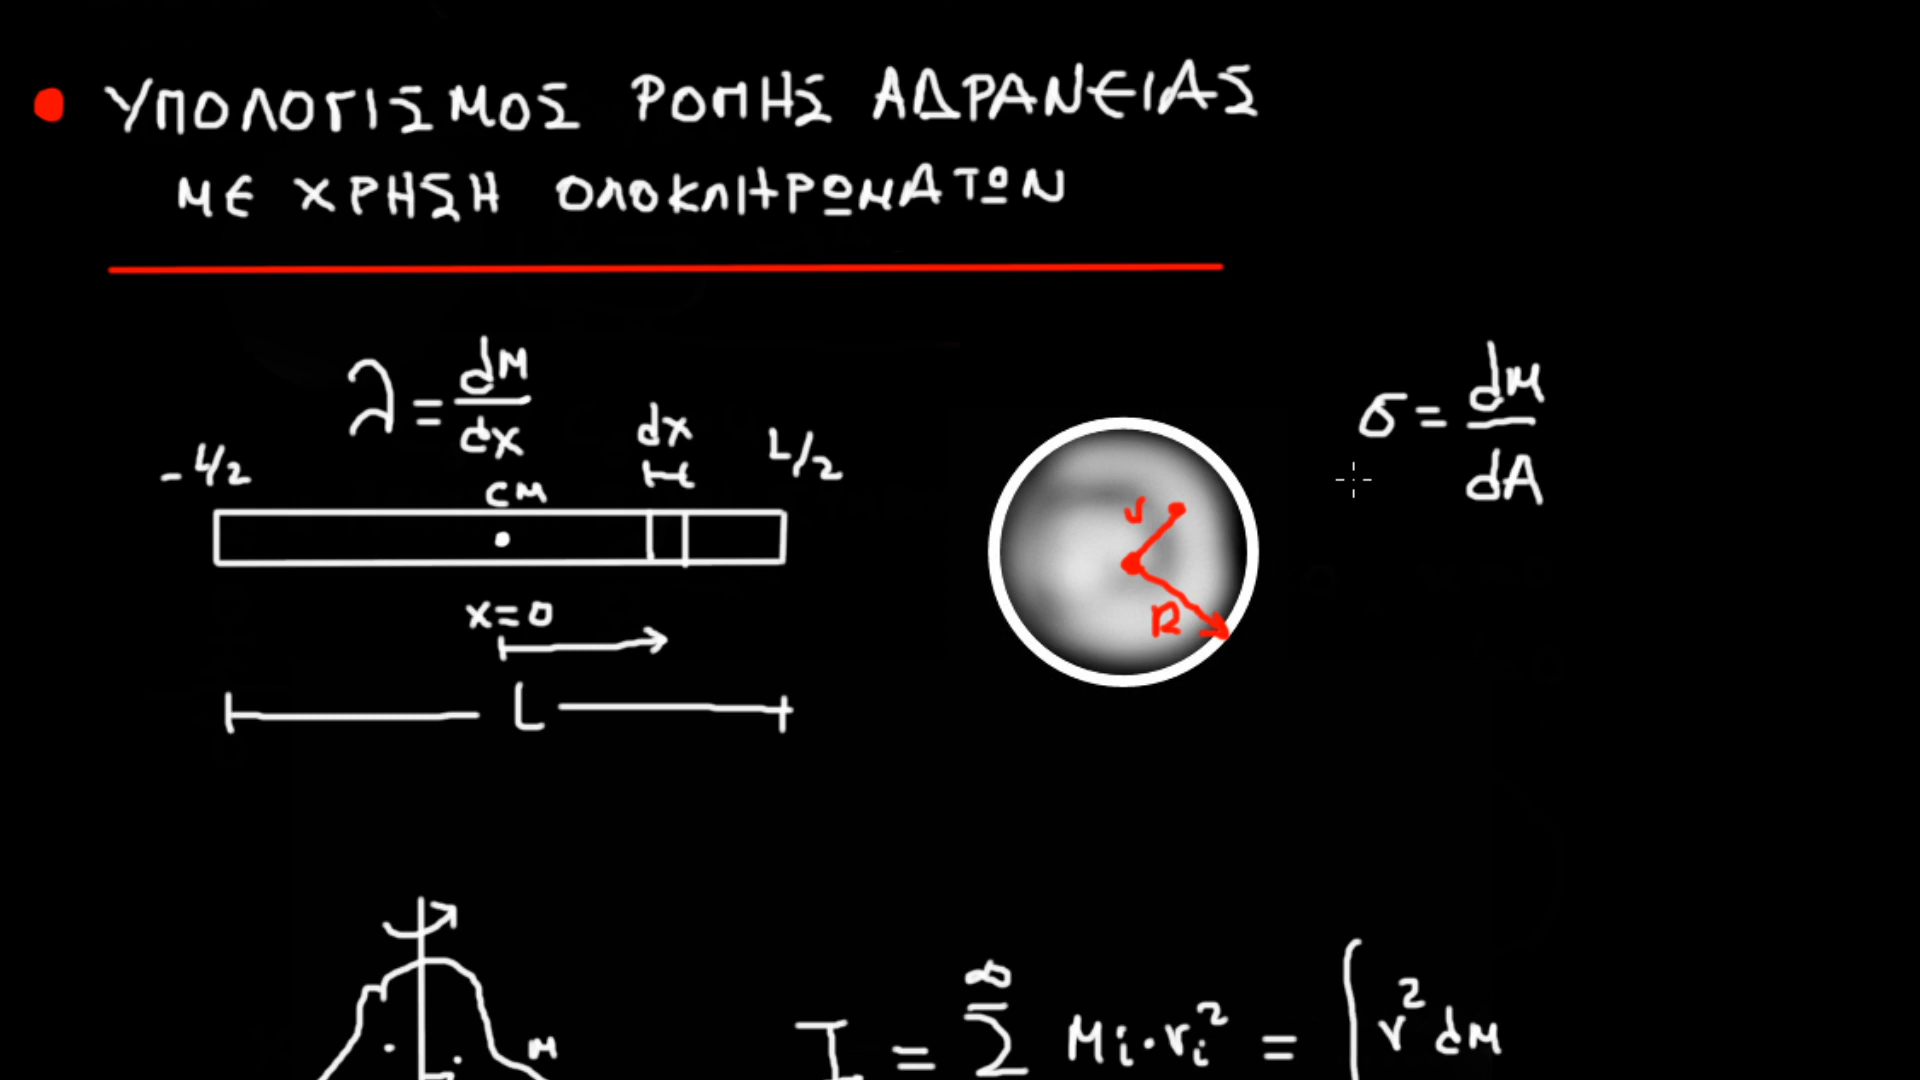 ΥΠΟΛΟΓΙΣΜΟΣ ΡΟΠΗΣ ΑΔΡΑΝΕΙΑΣ
ΜΕ ΧΡΗΣΗ ΟΛΟΚΛΗΡΩΜΑΤΩΝ
λ = dM/dx
-L/2
dx
L/2
CM
x=0
L
r
R
σ = dM/dA
M
I = ∞ Σ Mi·ri² = ∫ r² dM